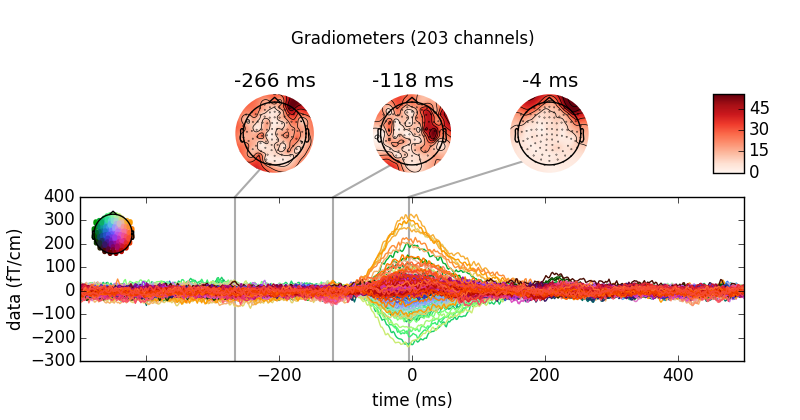 Gradiometers (203 channels)
-266 ms
-118 ms
-4 ms
45
30
15
0
400
300
200
100
0
−100
−200
−300
data (fT/cm)
−400
−200
0
200
400
time (ms)